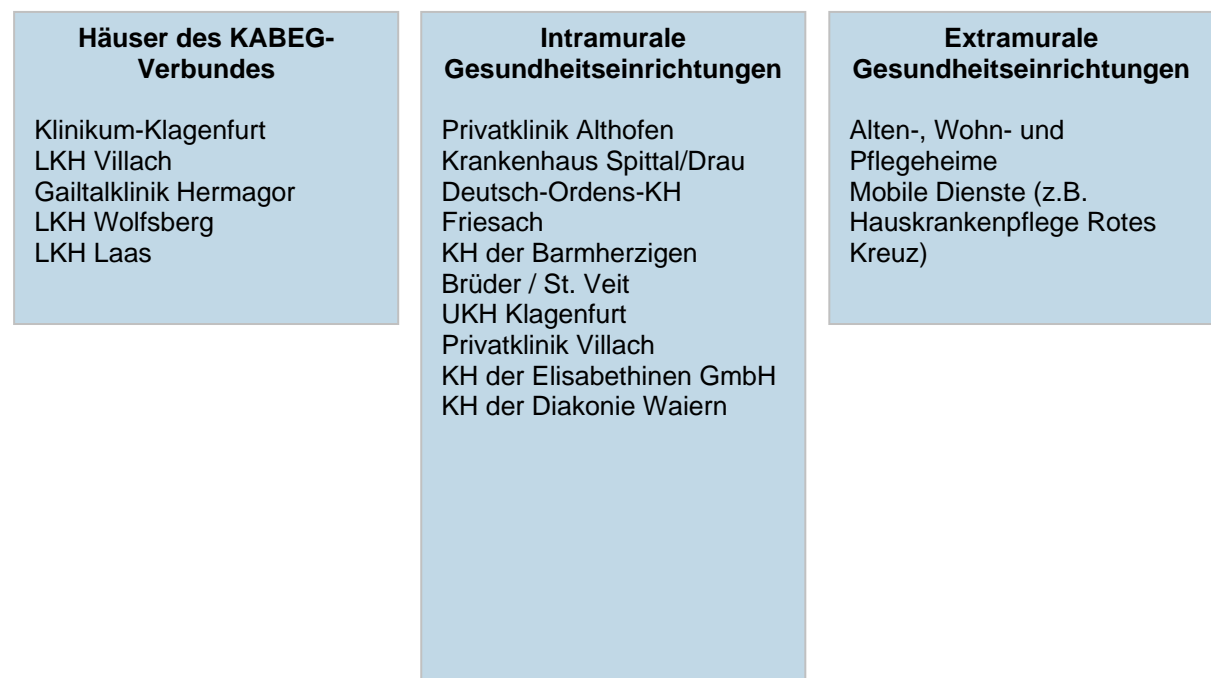 Häuser des KABEG-
Verbundes
Klinikum-Klagenfurt
LKH Villach
Gailtalklinik Hermagor
LKH Wolfsberg
LKH Laas
Intramurale
Gesundheitseinrichtungen
Privatklinik Althofen
Krankenhaus Spittal/Drau
Deutsch-Ordens-KH
Friesach
KH der Barmherzigen
Brüder / St. Veit
UKH Klagenfurt
Privatklinik Villach
KH der Elisabethinen GmbH
KH der Diakonie Waiern
Extramurale
Gesundheitseinrichtungen
Alten-, Wohn- und
Pflegeheime
Mobile Dienste (z.B.
Hauskrankenpflege Rotes
Kreuz)